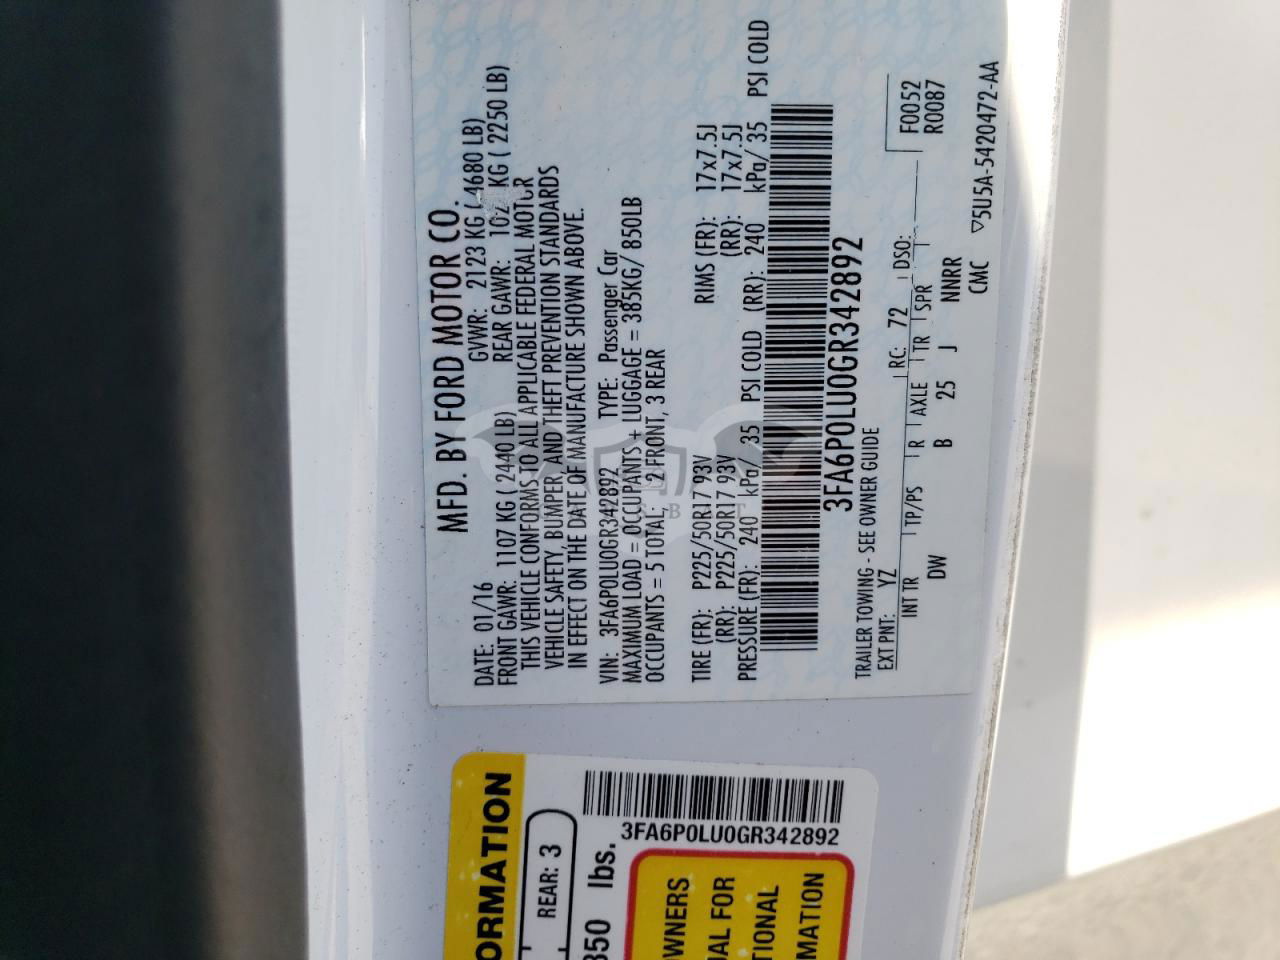 MFD. BY FORD MOTOR CO.
DATE: 01/16 GVWR: 2123 KG ( 4680 LB)
FRONT GAWR: 1107 KG ( 2440 LB) REAR GAWR: KG ( 2250 LB)
THIS VEHICLE CONFORMS TO ALL APPLICABLE FEDERAL MOTOR
VEHICLE SAFETY, BUMPER, AND THEFT PREVENTION STANDARDS
IN EFFECT ON THE DATE OF MANUFACTURE SHOWN ABOVE.
VIN: 3FA6P0LU0GR342892 TYPE: Passenger Car
MAXIMUM LOAD = OCCUPANTS + LUGGAGE = 385KG/ 850LB
OCCUPANTS = 5 TOTAL: 2 FRONT, 3 REAR
TIRE (FR): P225/50R17 93V RIMS (FR): 17x7.5J
(RR): P225/50R17 93V (RR): 17x7.5J
PRESSURE (FR): 240 kPa/ 35 PSI COLD (RR): 240 kPa/ 35 PSI COLD
3FA6P0LU0GR342892
TRAILER TOWING - SEE OWNER GUIDE
EXT PNT: YZ RC: 72 DSO: F0052
R0087
INT TR TP/PS R AXLE TR SPR
DW B 25 J NNRR
CMC ▽5U5A-5420472-AA
ORMATION
REAR: 3
850 lbs.
3FA6P0LU0GR342892
OWNERS
UAL FOR
TIONAL
MATION